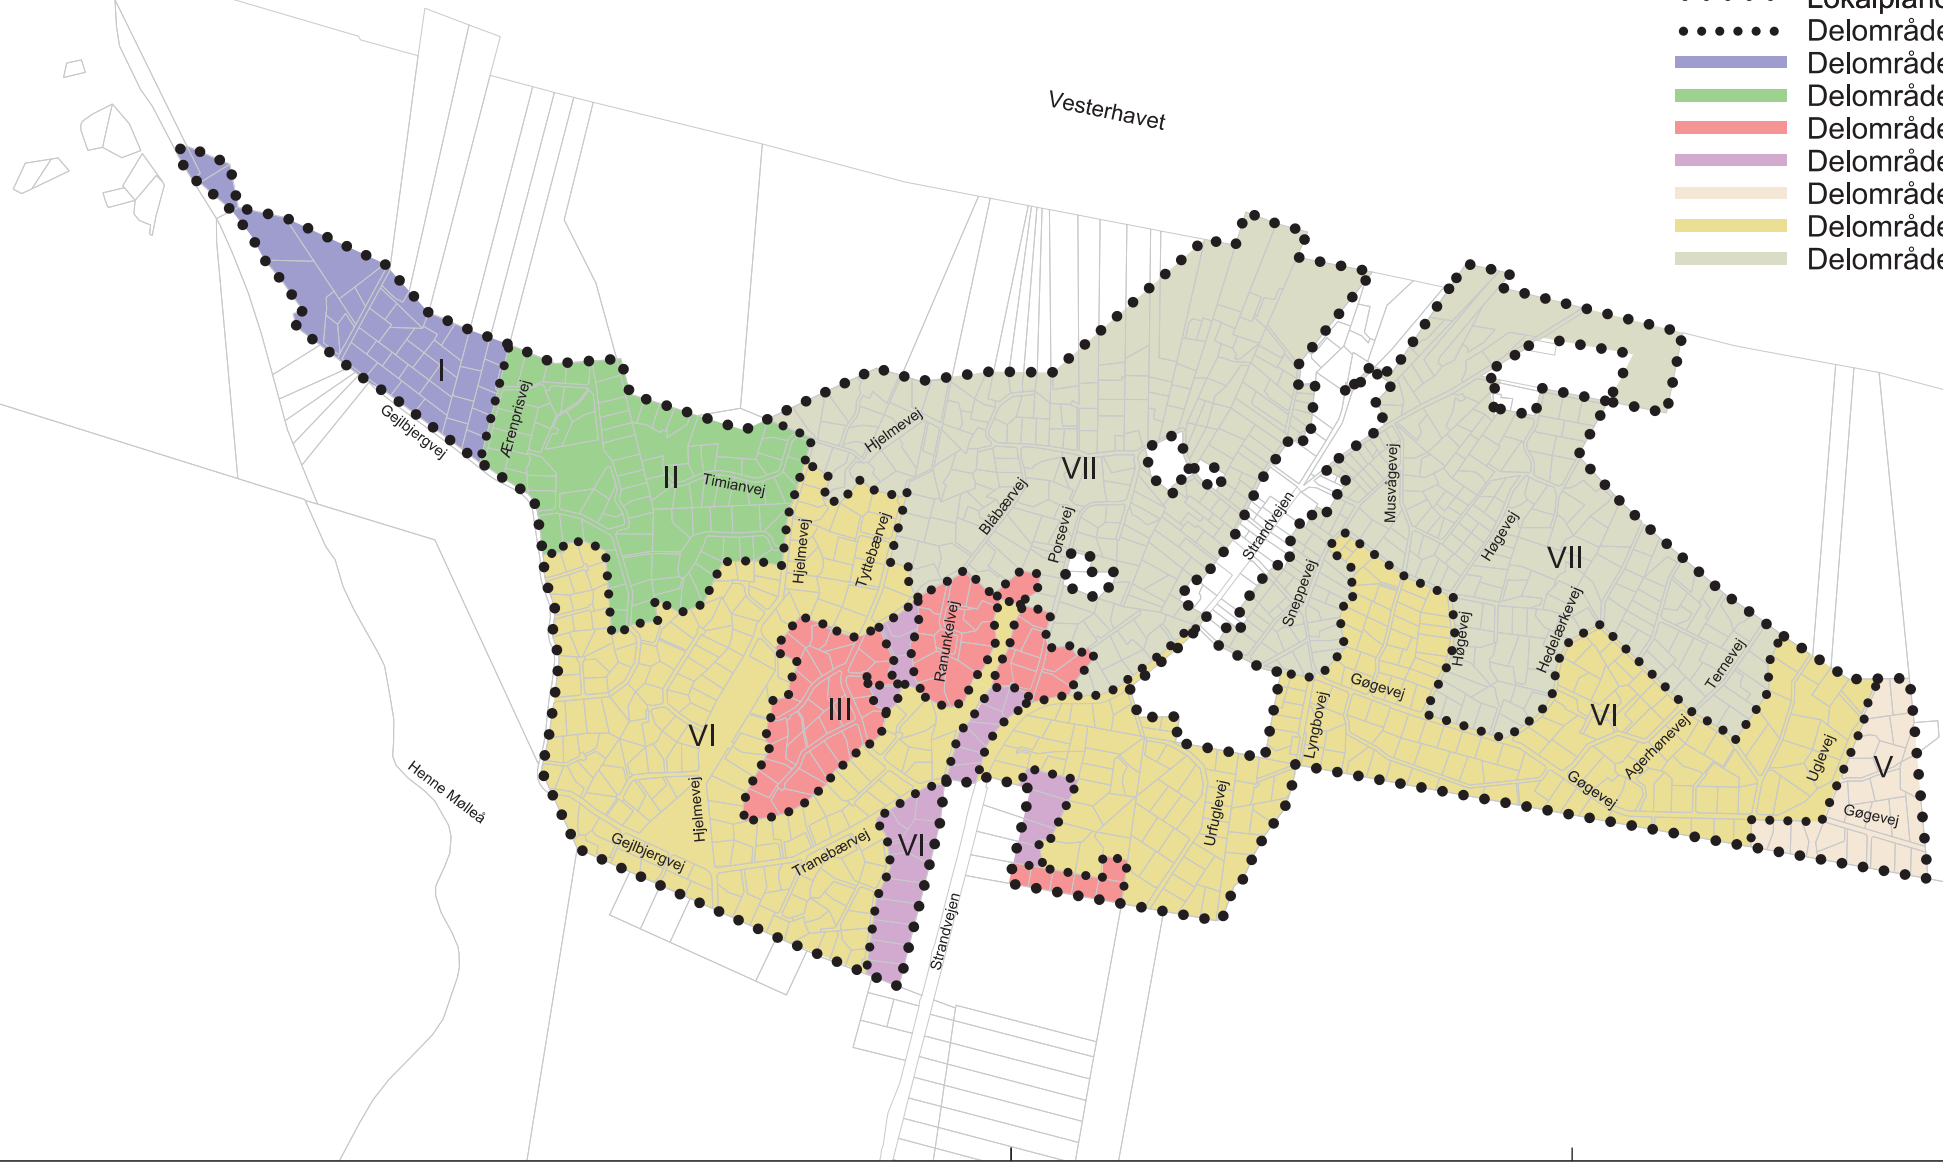 Lokalplan
Delområde
Delområde
Delområde
Delområde
Delområde
Delområde
Delområde
Delområde
Vesterhavet
I
Gejlbjergvej
Ærenprisvej
II
Timianvej
Hjelmevej
VII
Blåbærvej
Porsevej
Hjelmevej
Tyttebærvej
Strandvejen
Musvågevej
Høgevej
VII
Sneppevej
Høgevej
Hedelærkevej
Ternevej
Ranunkelvej
III
VI
Gøgevej
Lyngbovej
VI
Agerhønevej
Uglevej
V
Gøgevej
Gøgevej
Henne Mølleå
Hjelmevej
Gejlbjergvej
Tranebærvej
VI
Urfuglevej
Strandvejen